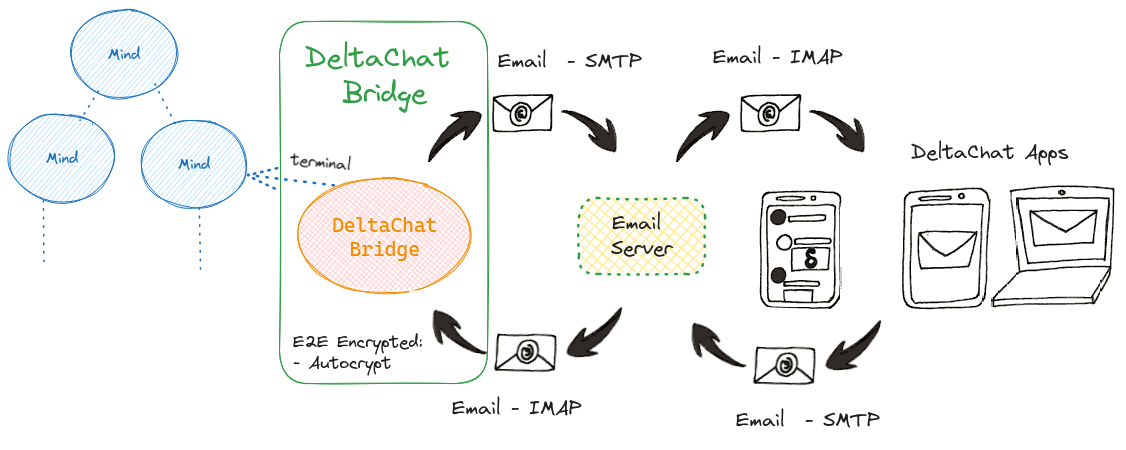 Mind
Mind
Mind
terminal
DeltaChat
Bridge
DeltaChat
Bridge
E2E Encrypted:
- Autocrypt
Email - SMTP
Email - IMAP
Email
Server
DeltaChat Apps
Email - IMAP
Email - SMTP